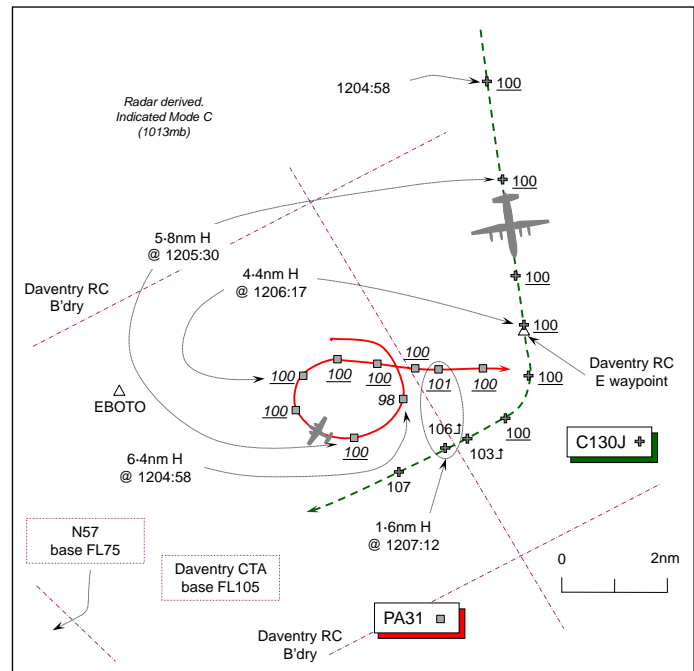 1204:58
100
Radar derived.
Indicated Mode C
(1013mb)
100
5·8nm H
@ 1205:30
4·4nm H
@ 1206:17
100
Daventry RC
B'dry
100
Daventry RC
E waypoint
100
100
100
100
101
100
100
EBOTO
100
98
100
100
106↥
103↥
C130J
6·4nm H
@ 1204:58
107
N57
base FL75
Daventry CTA
base FL105
1·6nm H
@ 1207:12
0
2nm
PA31
Daventry RC
B'dry